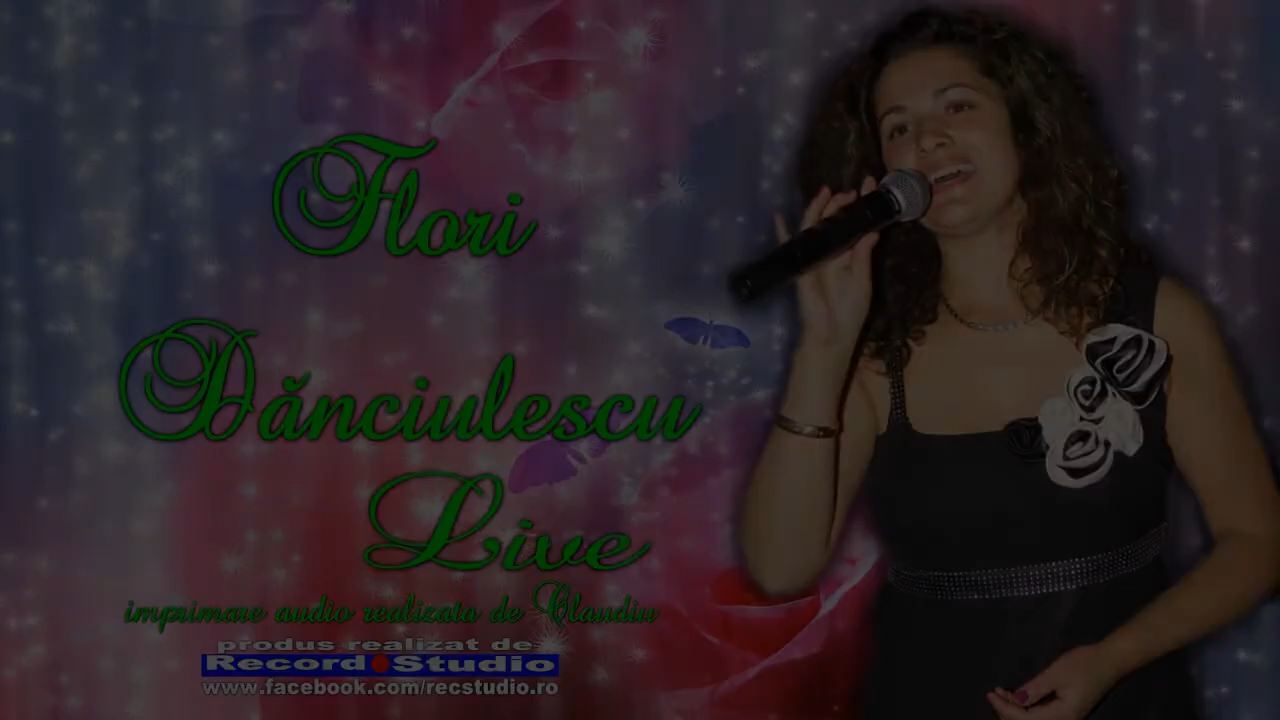 Flori
Dănciulescu
Live
imprimare audio realizata de Claudiu
produs realizat de
Record Studio
www.facebook.com/recstudio.ro